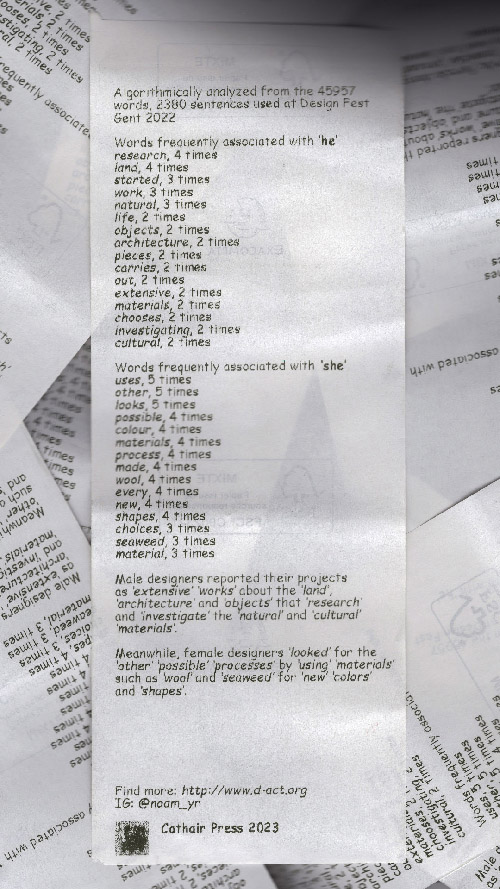 Algorithmically analyzed from the 45957
words, 2380 sentences used at Design Fest
Gent 2022
Words frequently associated with 'he'
research, 4 times
land, 4 times
started, 3 times
work, 3 times
natural, 3 times
life, 2 times
objects, 2 times
architecture, 2 times
pieces, 2 times
carries, 2 times
out, 2 times
extensive, 2 times
materials, 2 times
chooses, 2 times
investigating, 2 times
cultural, 2 times
Words frequently associated with 'she'
uses, 5 times
other, 5 times
looks, 5 times
possible, 4 times
colour, 4 times
materials, 4 times
process, 4 times
made, 4 times
wool, 4 times
every, 4 times
new, 4 times
shapes, 4 times
choices, 3 times
seaweed, 3 times
material, 3 times
Male designers reported their projects
as 'extensive' 'works' about the 'land',
'architecture' and 'objects' that 'research'
and 'investigate' the 'natural' and 'cultural'
'materials'.
Meanwhile, female designers 'looked' for the
'other' 'possible' 'processes' by 'using' 'materials'
such as 'wool' and 'seaweed' for 'new' 'colors'
and 'shapes'.
Find more: http://www.d-act.org
IG: @noam_yr
Cathair Press 2023